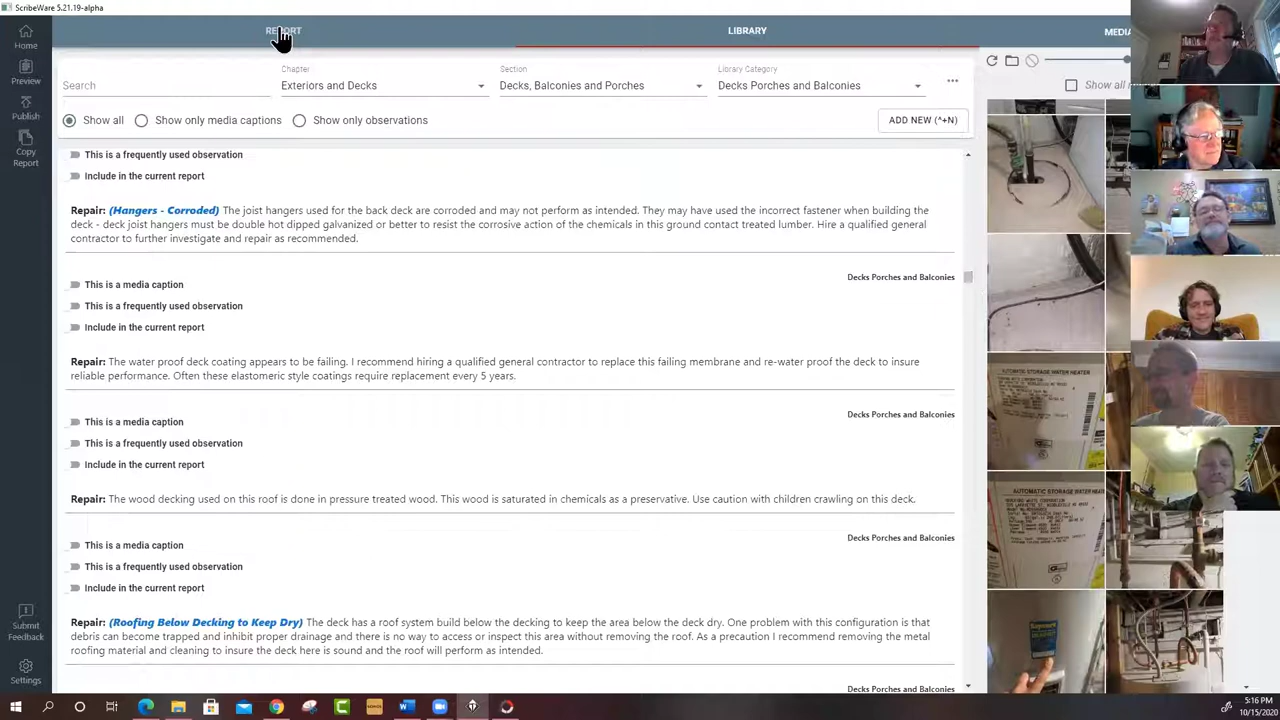 ScribeWare 5.21.19-alpha
Home
Preview
Publish
Copy
Report
Submit
Feedback
Settings
REPORT
LIBRARY
MEDIA
Search
Chapter
Exteriors and Decks
Section
Decks, Balconies and Porches
Library Category
Decks Porches and Balconies
...
Show all
Show only media captions
Show only observations
ADD NEW (^+N)
Show all
This is a frequently used observation
Include in the current report
Repair: (Hangers - Corroded) The joist hangers used for the back deck are corroded and may not perform as intended. They may have used the incorrect fastener when building the
deck - deck joist hangers must be double hot dipped galvanized or better to resist the corrosive action of the chemicals in this ground contact treated lumber. Hire a qualified general
contractor to further investigate and repair as recommended.
Decks Porches and Balconies
This is a media caption
This is a frequently used observation
Include in the current report
Repair: The water proof deck coating appears to be failing. I recommend hiring a qualified general contractor to replace this failing membrane and re-water proof the deck to insure
reliable performance. Often these elastomeric style coatings require replacement every 5 years.
Decks Porches and Balconies
This is a media caption
This is a frequently used observation
Include in the current report
Repair: The wood decking used on this roof is done in pressure treated wood. This wood is saturated in chemicals as a preservative. Use caution with children crawling on this deck.
Decks Porches and Balconies
This is a media caption
This is a frequently used observation
Include in the current report
Repair: (Roofing Below Decking to Keep Dry) The deck has a roof system build below the decking to keep the area below the deck dry. One problem with this configuration is that
debris can become trapped and inhibit proper drainage and there is no way to access or inspect this area without removing the roof. As a precaution I recommend removing the metal
roofing material and cleaning to insure the deck here is sound and the roof will perform as intended.
Decks Porches and Balconies
AUTOMATIC STORAGE WATER HEATER
AUTOMATIC STORAGE WATER HEATER
5:16 PM
10/15/2020